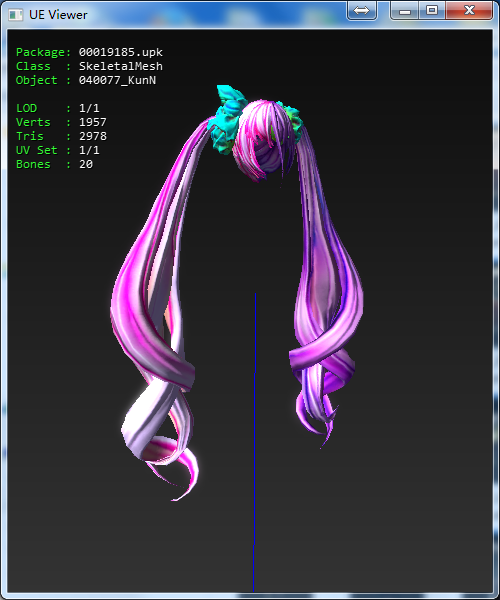 UE Viewer
Package: 00019185.upk
Class : SkeletalMesh
Object : 040077_KunN
LOD : 1/1
Verts : 1957
Tris : 2978
UV Set : 1/1
Bones : 20